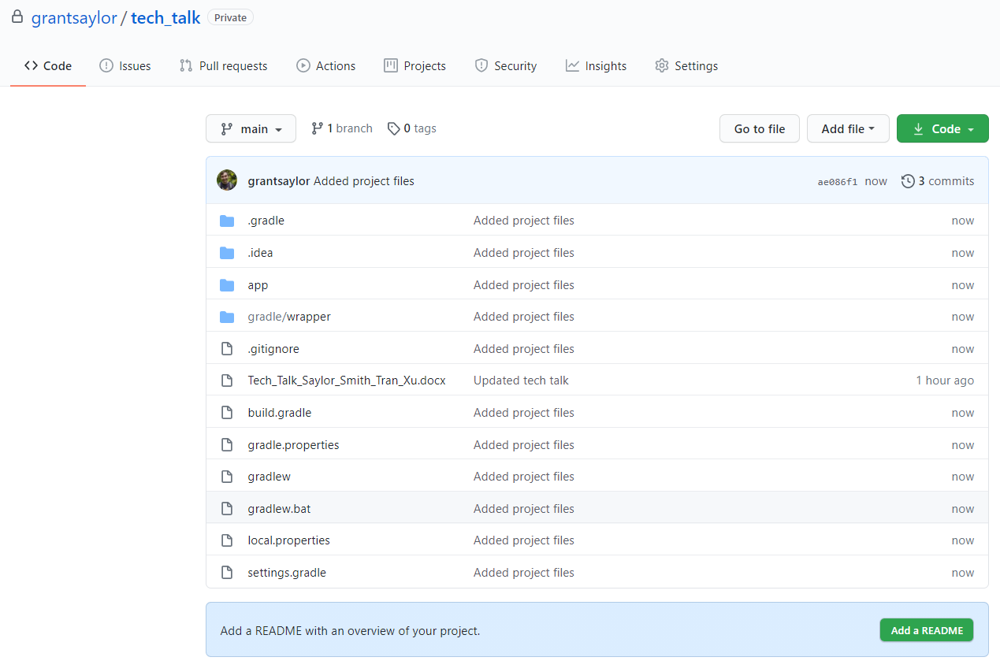 grantsaylor / tech_talk Private
Code Issues Pull requests Actions Projects Security Insights Settings
main 1 branch 0 tags Go to file Add file Code
grantsaylor Added project files ae086f1 now 3 commits
.gradle Added project files now
.idea Added project files now
app Added project files now
gradle/wrapper Added project files now
.gitignore Added project files now
Tech_Talk_Saylor_Smith_Tran_Xu.docx Updated tech talk 1 hour ago
build.gradle Added project files now
gradle.properties Added project files now
gradlew Added project files now
gradlew.bat Added project files now
local.properties Added project files now
settings.gradle Added project files now
Add a README with an overview of your project. Add a README